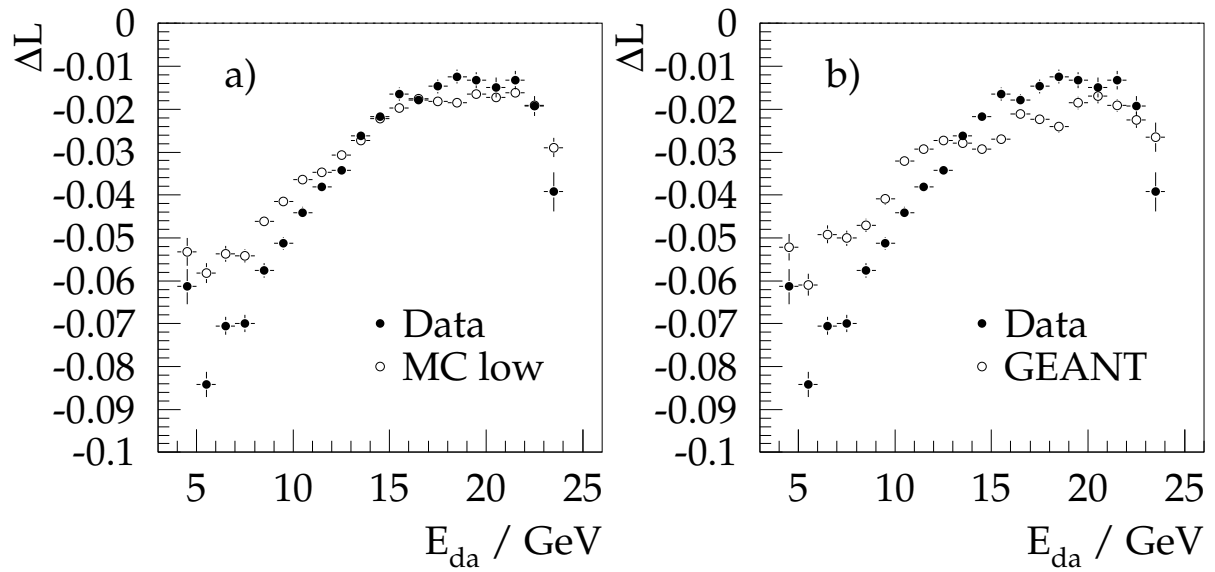 ΔL
0
-0.01
-0.02
-0.03
-0.04
-0.05
-0.06
-0.07
-0.08
-0.09
-0.1
a)
Data
MC low
5 10 15 20 25
E_da / GeV
ΔL
0
-0.01
-0.02
-0.03
-0.04
-0.05
-0.06
-0.07
-0.08
-0.09
-0.1
b)
Data
GEANT
5 10 15 20 25
E_da / GeV